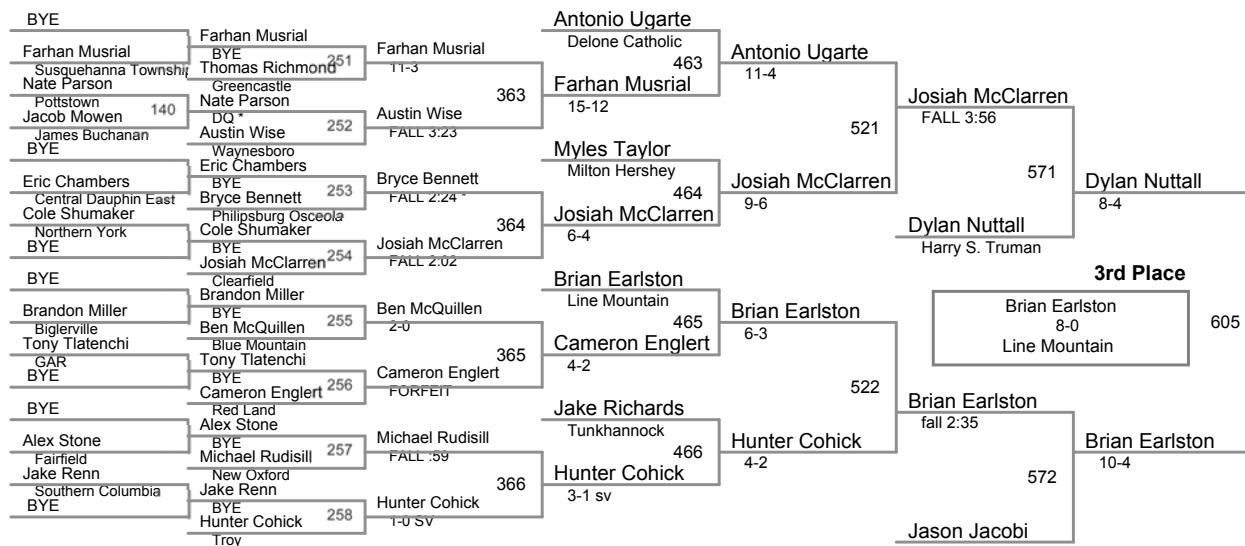 BYE
Farhan Musrial
Susquehanna Township
Nate Parson
Pottstown
140
Jacob Mowen
James Buchanan
BYE
Eric Chambers
Central Dauphin East
Cole Shumaker
Northern York
BYE
BYE
Brandon Miller
Biglerville
Tony Tlatenchi
GAR
BYE
BYE
Alex Stone
Fairfield
Jake Renn
Southern Columbia
BYE
Farhan Musrial
BYE
251
Thomas Richmond
Greencastle
Nate Parson
DQ *
252
Austin Wise
Waynesboro
Eric Chambers
BYE
253
Bryce Bennett
Philipsburg Osceola
Cole Shumaker
BYE
254
Josiah McClarren
Clearfield
Brandon Miller
BYE
255
Ben McQuillen
Blue Mountain
Tony Tlatenchi
BYE
256
Cameron Englert
Red Land
Alex Stone
BYE
257
Michael Rudisill
New Oxford
Jake Renn
BYE
258
Hunter Cohick
Troy
Farhan Musrial
11-3
363
Austin Wise
FALL 3:23
Bryce Bennett
FALL 2:24 *
364
Josiah McClarren
FALL 2:02
Ben McQuillen
2-0
365
Cameron Englert
FORFEIT
Michael Rudisill
FALL :59
366
Hunter Cohick
1-0 SV
Antonio Ugarte
Delone Catholic
463
Farhan Musrial
15-12
Myles Taylor
Milton Hershey
464
Josiah McClarren
6-4
Brian Earlston
Line Mountain
465
Cameron Englert
4-2
Jake Richards
Tunkhannock
466
Hunter Cohick
3-1 sv
Antonio Ugarte
11-4
521
Josiah McClarren
9-6
Brian Earlston
6-3
522
Hunter Cohick
4-2
Josiah McClarren
FALL 3:56
571
Dylan Nuttall
Harry S. Truman
Dylan Nuttall
8-4
3rd Place
Brian Earlston
8-0
Line Mountain
605
Brian Earlston
fall 2:35
572
Jason Jacobi
Brian Earlston
10-4